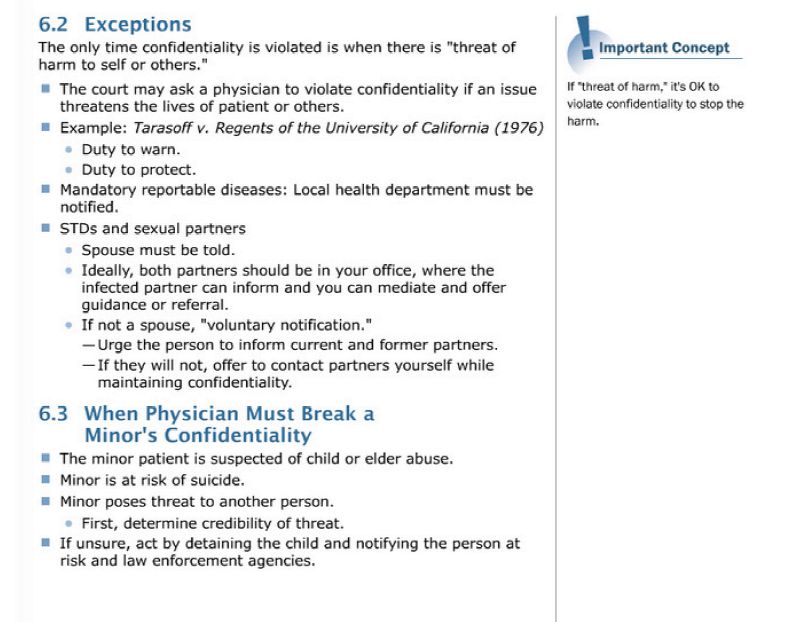 6.2 Exceptions
The only time confidentiality is violated is when there is "threat of
harm to self or others."
■ The court may ask a physician to violate confidentiality if an issue
threatens the lives of patient or others.
■ Example: Tarasoff v. Regents of the University of California (1976)
• Duty to warn.
• Duty to protect.
■ Mandatory reportable diseases: Local health department must be
notified.
■ STDs and sexual partners
• Spouse must be told.
• Ideally, both partners should be in your office, where the
infected partner can inform and you can mediate and offer
guidance or referral.
• If not a spouse, "voluntary notification."
— Urge the person to inform current and former partners.
— If they will not, offer to contact partners yourself while
maintaining confidentiality.
6.3 When Physician Must Break a
Minor's Confidentiality
■ The minor patient is suspected of child or elder abuse.
■ Minor is at risk of suicide.
■ Minor poses threat to another person.
• First, determine credibility of threat.
■ If unsure, act by detaining the child and notifying the person at
risk and law enforcement agencies.
! Important Concept
If "threat of harm," it's OK to
violate confidentiality to stop the
harm.